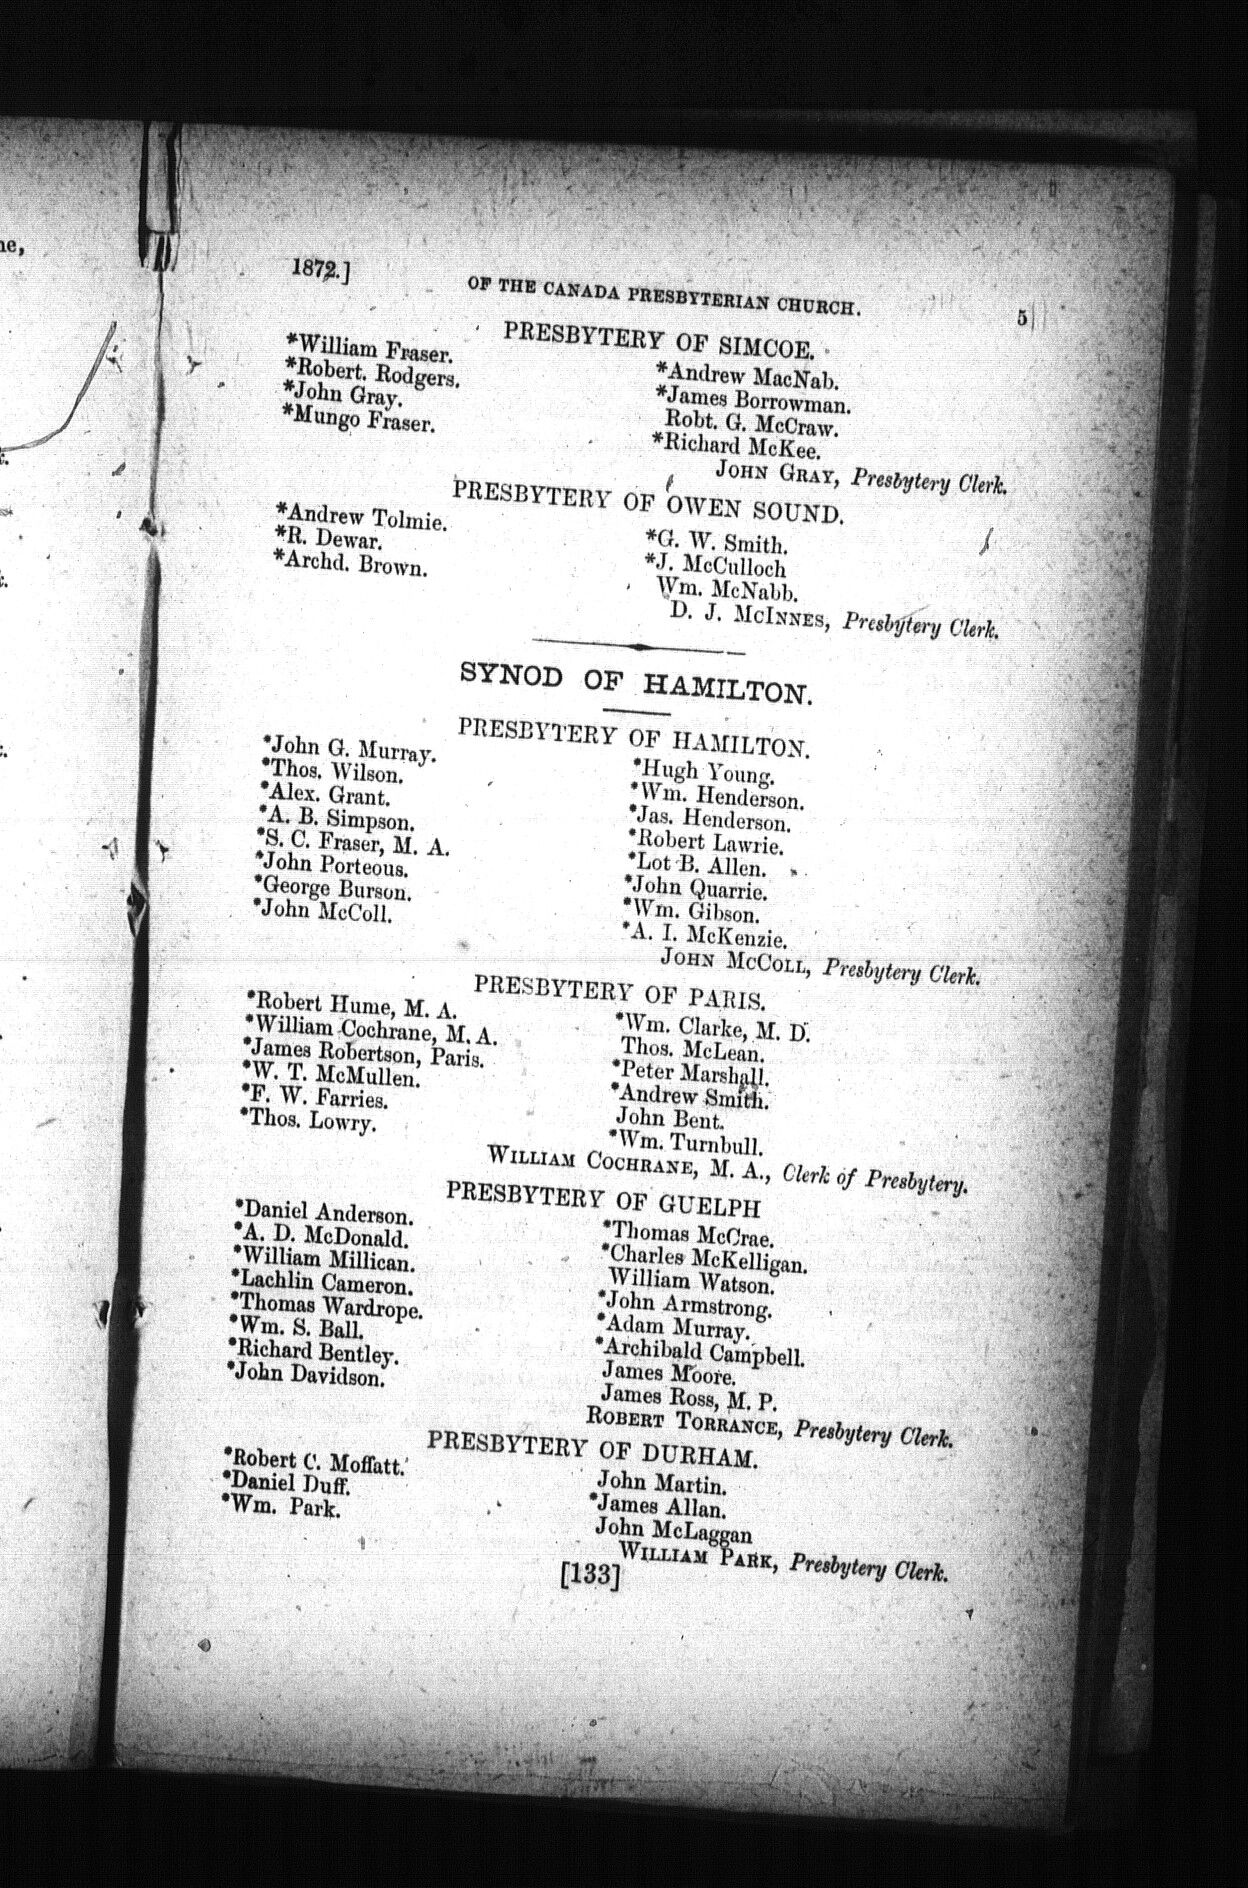 1872.] OF THE CANADA PRESBYTERIAN CHURCH. 5
PRESBYTERY OF SIMCOE.
*William Fraser.
*Robert. Rodgers.
*John Gray.
*Mungo Fraser.
*Andrew MacNab.
*James Borrowman.
Robt. G. McCraw.
*Richard McKee.
JOHN GRAY, Presbytery Clerk.
PRESBYTERY OF OWEN SOUND.
*Andrew Tolmie.
*R. Dewar.
*Archd. Brown.
*G. W. Smith.
*J. McCulloch
Wm. McNabb.
D. J. MCINNES, Presbytery Clerk.
SYNOD OF HAMILTON.
PRESBYTERY OF HAMILTON.
*John G. Murray.
*Thos. Wilson.
*Alex. Grant.
*A. B. Simpson.
*S. C. Fraser, M. A.
*John Porteous.
*George Burson.
*John McColl.
*Hugh Young.
*Wm. Henderson.
*Jas. Henderson.
*Robert Lawrie.
*Lot B. Allen.
*John Quarrie.
*Wm. Gibson.
*A. I. McKenzie.
JOHN MCCOLL, Presbytery Clerk.
PRESBYTERY OF PARIS.
*Robert Hume, M. A.
*William Cochrane, M. A.
*James Robertson, Paris.
*W. T. McMullen.
*F. W. Farries.
*Thos. Lowry.
*Wm. Clarke, M. D.
Thos. McLean.
*Peter Marshall.
*Andrew Smith.
John Bent.
*Wm. Turnbull.
WILLIAM COCHRANE, M. A., Clerk of Presbytery.
PRESBYTERY OF GUELPH
*Daniel Anderson.
*A. D. McDonald.
*William Millican.
*Lachlin Cameron.
*Thomas Wardrope.
*Wm. S. Ball.
*Richard Bentley.
*John Davidson.
*Thomas McCrae.
*Charles McKelligan.
William Watson.
*John Armstrong.
*Adam Murray.
*Archibald Campbell.
James Moore.
James Ross, M. P.
ROBERT TORRANCE, Presbytery Clerk.
PRESBYTERY OF DURHAM.
*Robert C. Moffatt.
*Daniel Duff.
*Wm. Park.
John Martin.
*James Allan.
John McLaggan
WILLIAM PARK, Presbytery Clerk.
[133]